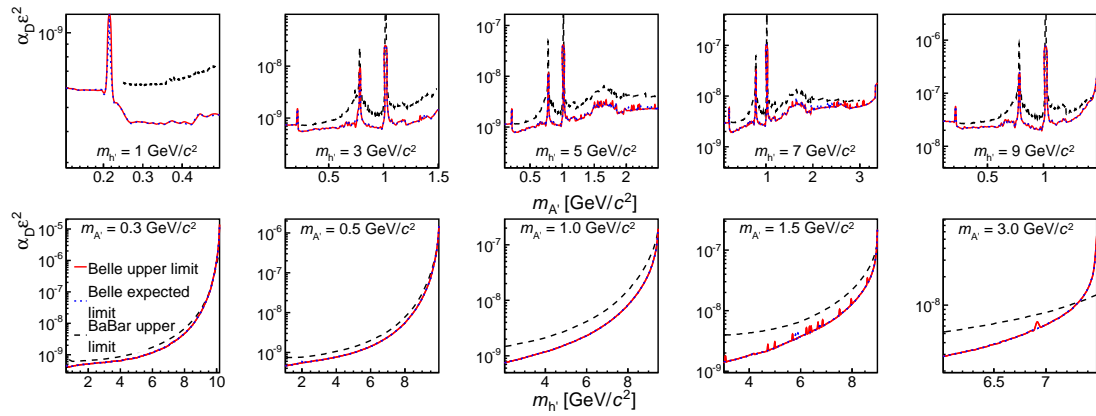 α_D ε²
10⁻⁹
0.2 0.3 0.4
m_h' = 1 GeV/c²
10⁻⁸
10⁻⁹
0.5 1 1.5
m_h' = 3 GeV/c²
10⁻⁷
10⁻⁸
10⁻⁹
0.5 1 1.5 2
m_h' = 5 GeV/c²
10⁻⁷
10⁻⁸
10⁻⁹
1 2 3
m_h' = 7 GeV/c²
10⁻⁶
10⁻⁷
10⁻⁸
0.5 1
m_h' = 9 GeV/c²
m_A' [GeV/c²]
α_D ε²
10⁻⁵
10⁻⁶
10⁻⁷
10⁻⁸
10⁻⁹
2 4 6 8 10
m_A' = 0.3 GeV/c²
Belle upper limit
Belle expected
limit
BaBar upper
limit
10⁻⁶
10⁻⁷
10⁻⁸
10⁻⁹
2 4 6 8
m_A' = 0.5 GeV/c²
10⁻⁷
10⁻⁸
10⁻⁹
4 6 8
m_A' = 1.0 GeV/c²
10⁻⁷
10⁻⁸
10⁻⁹
4 6 8
m_A' = 1.5 GeV/c²
10⁻⁸
6.5 7
m_A' = 3.0 GeV/c²
m_h' [GeV/c²]